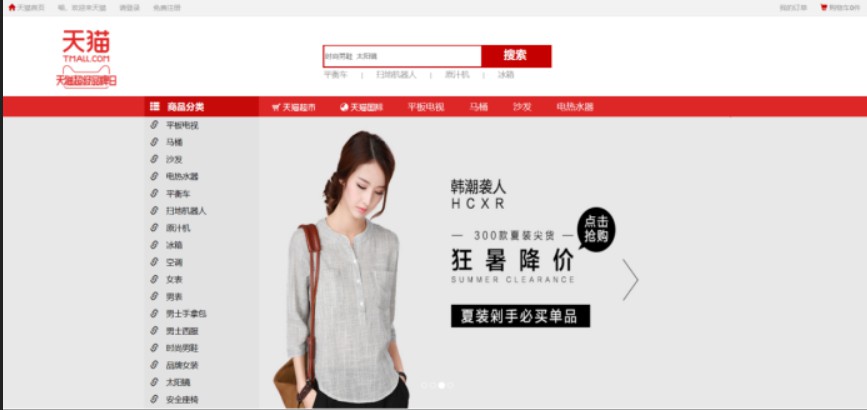 天猫首页 喵，欢迎来天猫 请登录 免费注册 我的订单 购物车0件
天猫
TMALL.COM
天猫超级品牌日
时尚男鞋 太阳镜 搜索
平衡车 | 扫地机器人 | 原汁机 | 冰箱
商品分类 天猫超市 天猫国际 平板电视 马桶 沙发 电热水器
平板电视
马桶
沙发
电热水器
平衡车
扫地机器人
原汁机
冰箱
空调
女表
男表
男士手拿包
男士西服
时尚男鞋
品牌女装
太阳镜
安全座椅
韩潮袭人
HCXR
— 300款夏装尖货 —
点击
抢购
狂暑降价
SUMMER CLEARANCE
夏装剁手必买单品